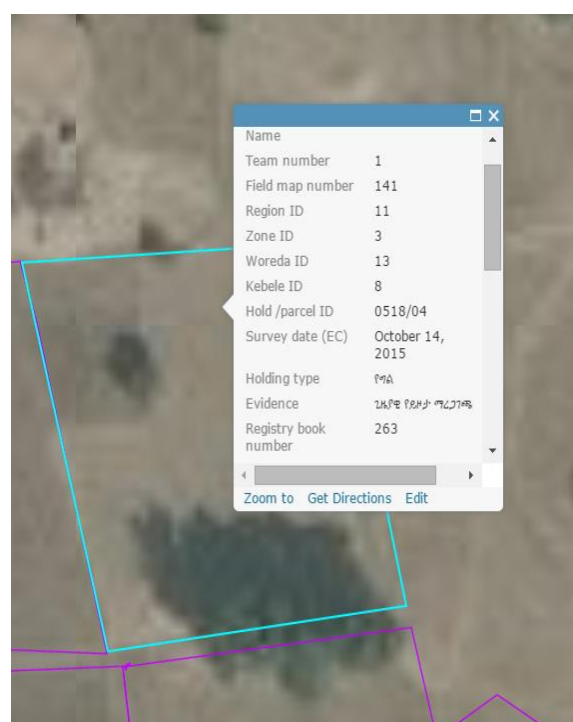 Name
Team number 1
Field map number 141
Region ID 11
Zone ID 3
Woreda ID 13
Kebele ID 8
Hold /parcel ID 0518/04
Survey date (EC) October 14,
2015
Holding type የግል
Evidence ጊዜያዊ የይዞታ ማረጋገጫ
Registry book 263
number
Zoom to Get Directions Edit